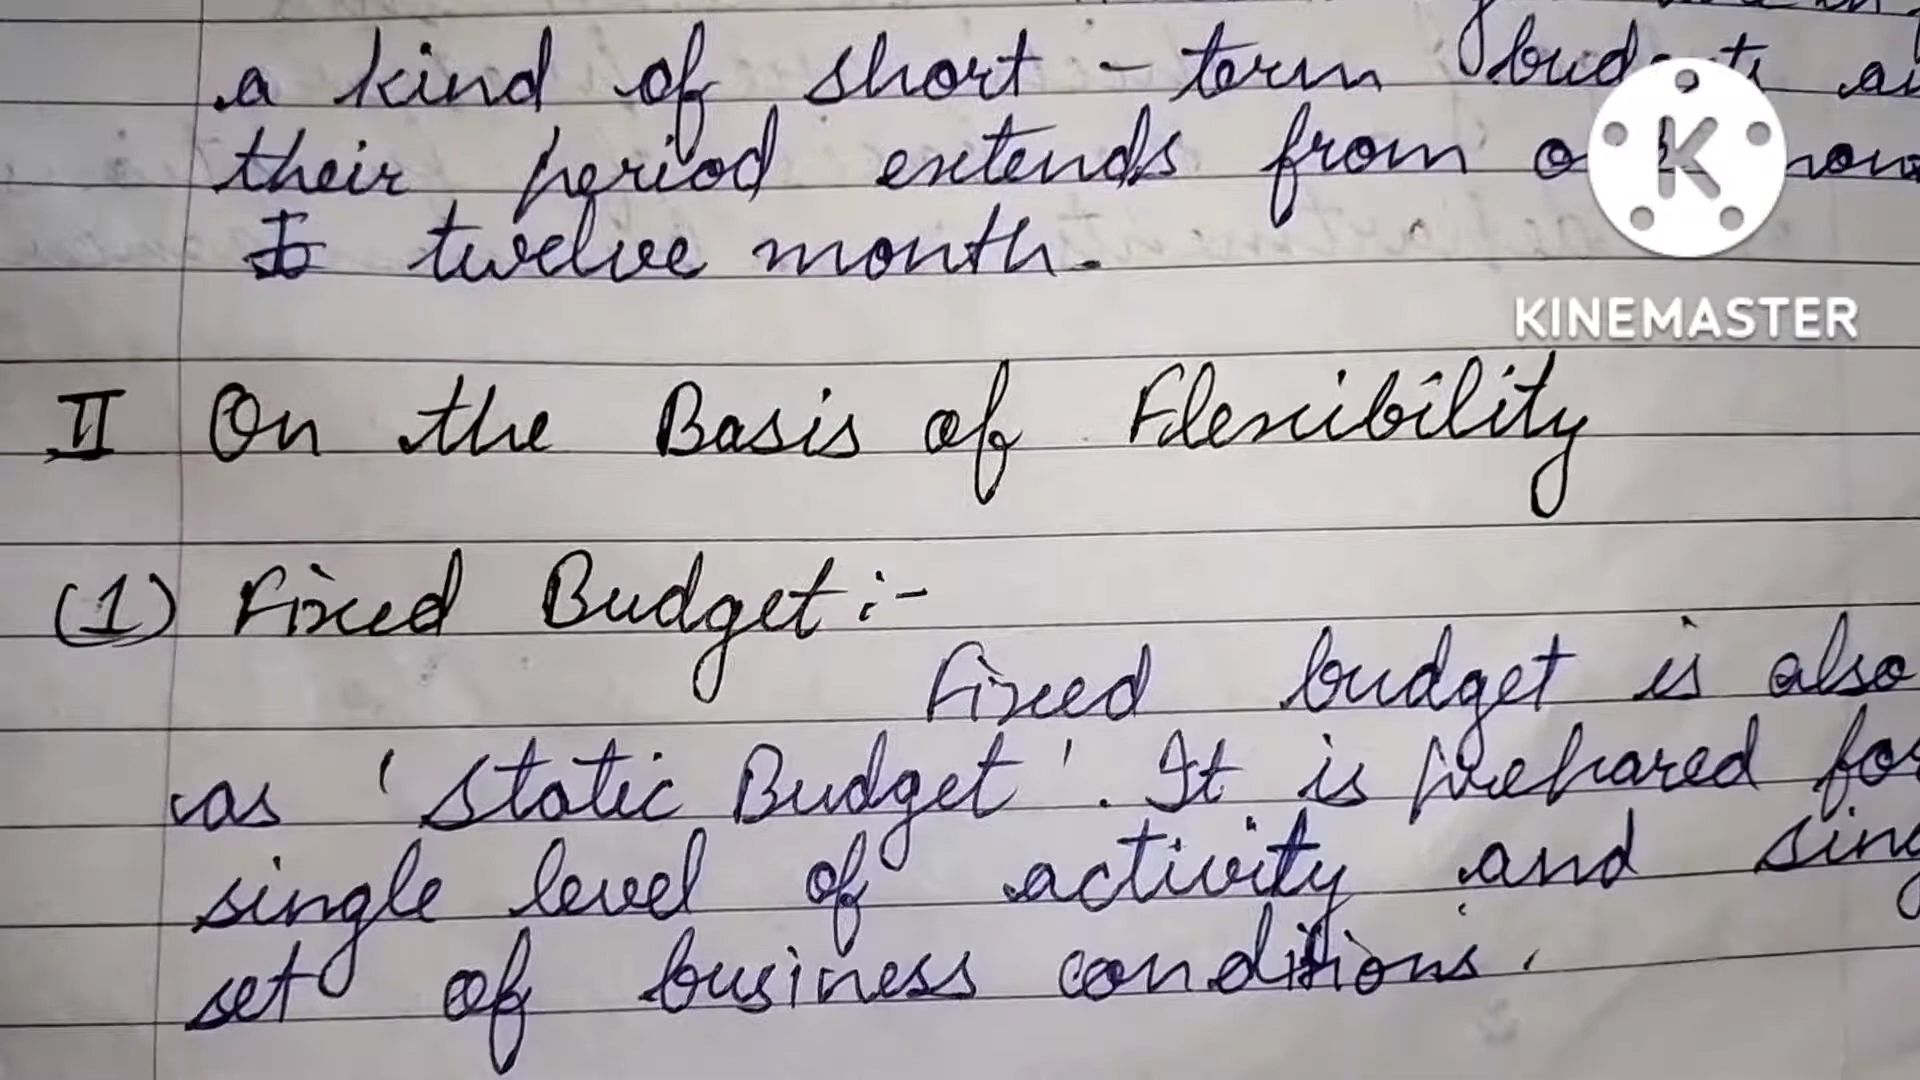 a kind of short - term budgets
their period extends from
to twelve month.
KINEMASTER
II On the Basis of Flexibility
(1) Fixed Budget :-
Fixed budget is also
as 'Static Budget'. It is prepared for
single level of activity and
set of business conditions.